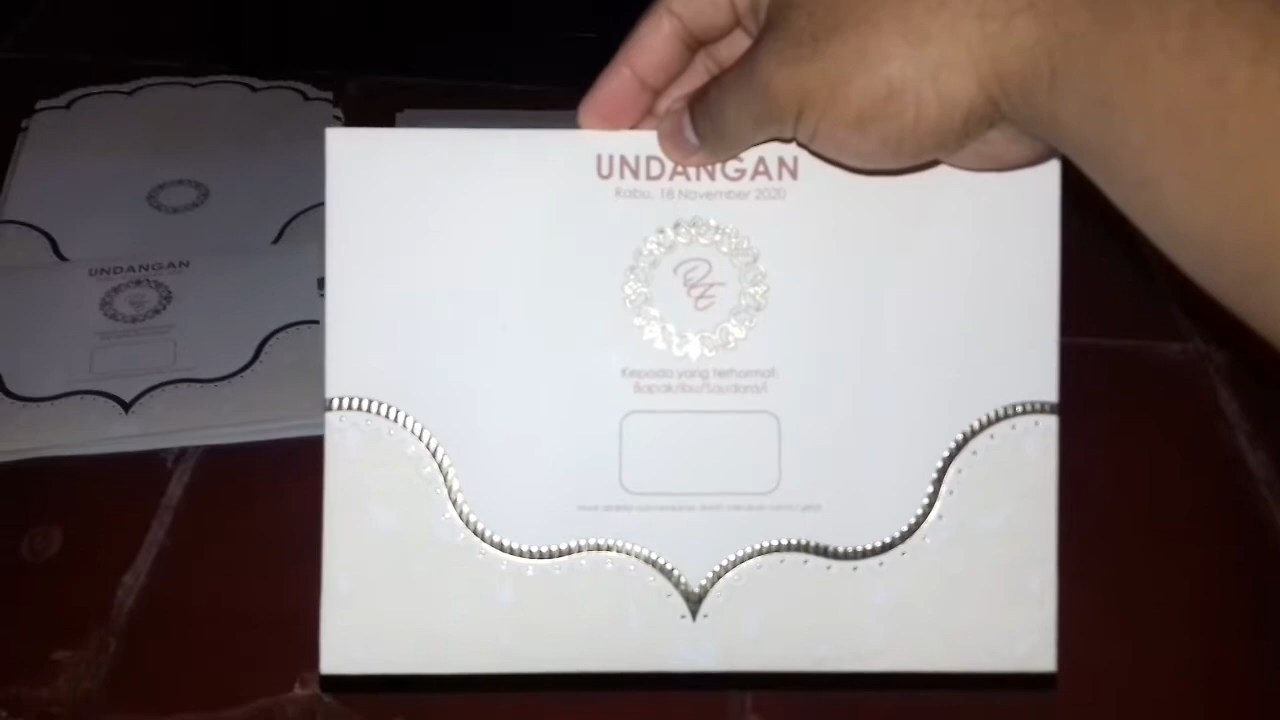 UNDANGAN
Rabu, 18 November 2020
Kepada yang terhormat:
Bapak/Ibu/Saudara/i
UNDANGAN